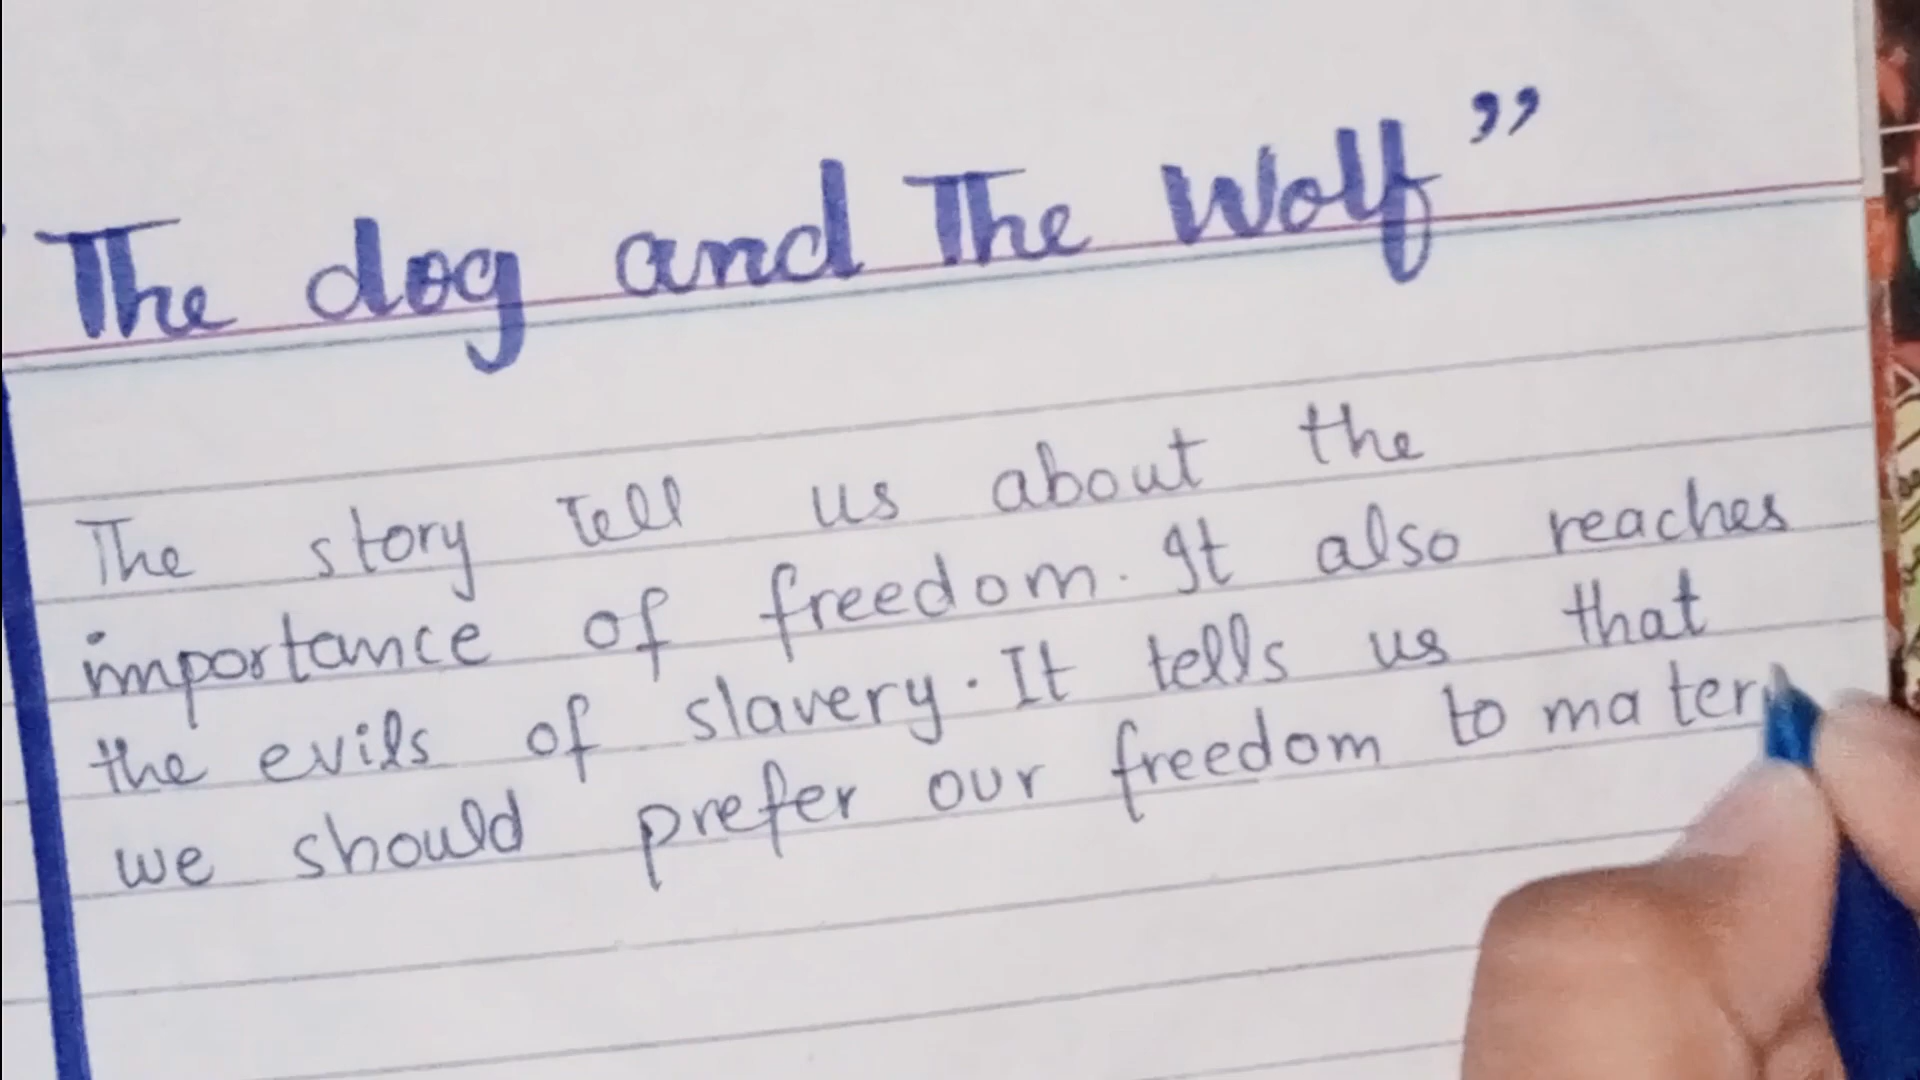 The dog and The Wolf”
The story tell us about the
importance of freedom. It also reaches
the evils of slavery. It tells us that
we should prefer our freedom to mater